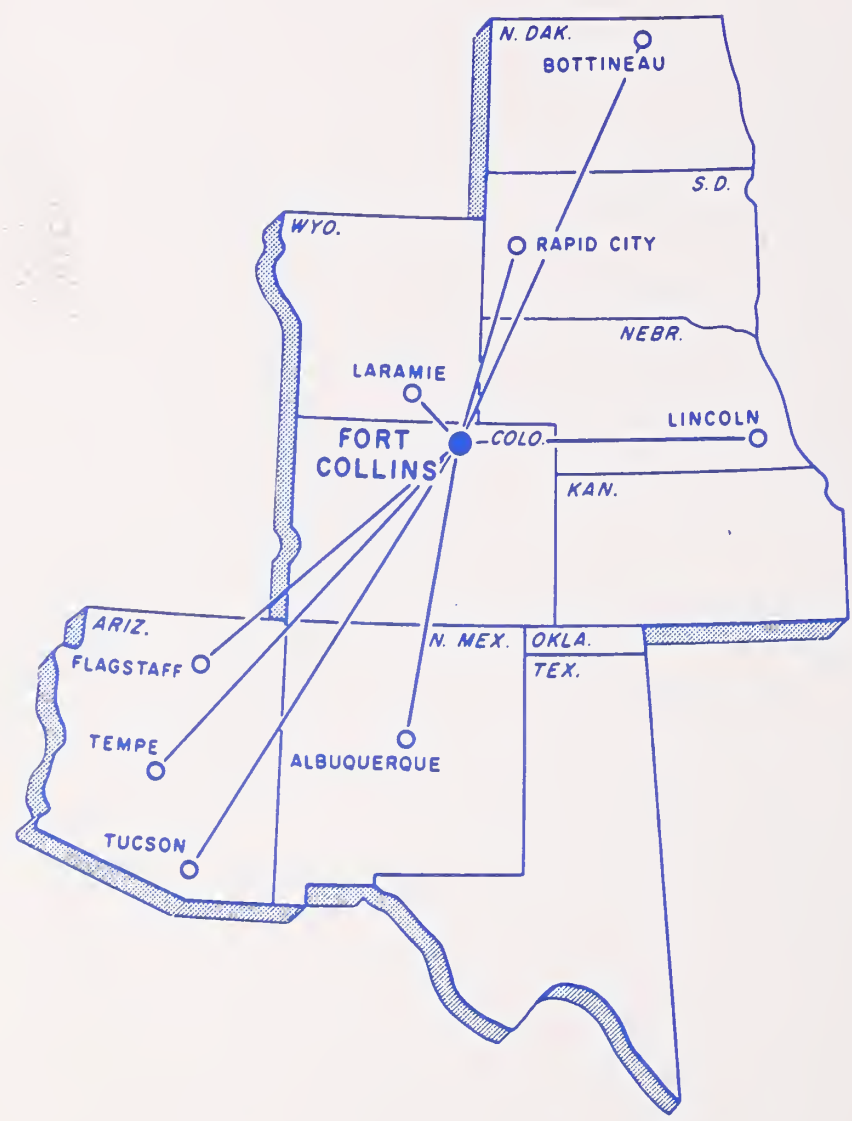 N. DAK.
BOTTINEAU
S. D.
WYO.
RAPID CITY
NEBR.
LARAMIE
LINCOLN
FORT
COLLINS
COLO.
KAN.
ARIZ.
N. MEX.
OKLA.
FLAGSTAFF
TEX.
TEMPE
ALBUQUERQUE
TUCSON